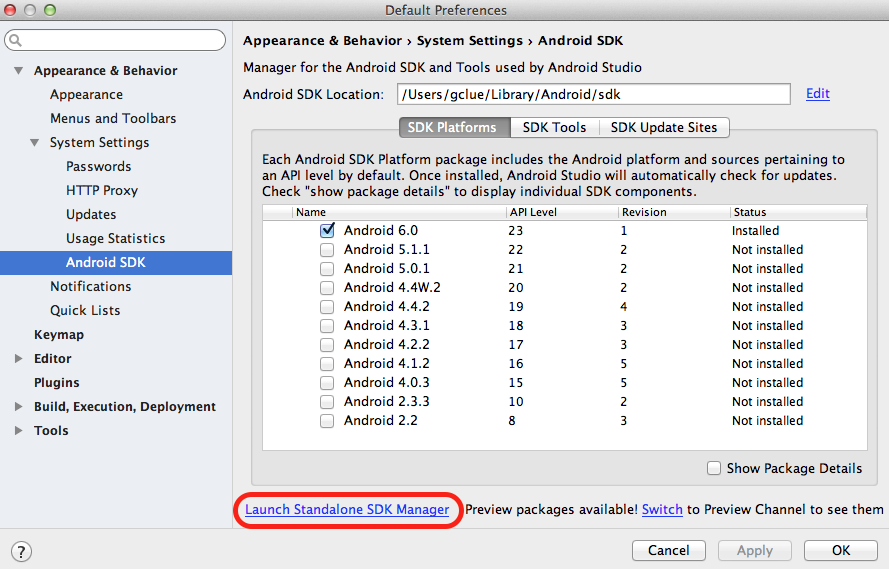 Default Preferences
Appearance & Behavior
Appearance
Menus and Toolbars
System Settings
Passwords
HTTP Proxy
Updates
Usage Statistics
Android SDK
Notifications
Quick Lists
Keymap
Editor
Plugins
Build, Execution, Deployment
Tools
Appearance & Behavior › System Settings › Android SDK
Manager for the Android SDK and Tools used by Android Studio
Android SDK Location: /Users/gclue/Library/Android/sdk Edit
SDK Platforms SDK Tools SDK Update Sites
Each Android SDK Platform package includes the Android platform and sources pertaining to
an API level by default. Once installed, Android Studio will automatically check for updates.
Check "show package details" to display individual SDK components.
Name API Level Revision Status
Android 6.0 23 1 Installed
Android 5.1.1 22 2 Not installed
Android 5.0.1 21 2 Not installed
Android 4.4W.2 20 2 Not installed
Android 4.4.2 19 4 Not installed
Android 4.3.1 18 3 Not installed
Android 4.2.2 17 3 Not installed
Android 4.1.2 16 5 Not installed
Android 4.0.3 15 5 Not installed
Android 2.3.3 10 2 Not installed
Android 2.2 8 3 Not installed
Show Package Details
Launch Standalone SDK Manager Preview packages available! Switch to Preview Channel to see them
? Cancel Apply OK